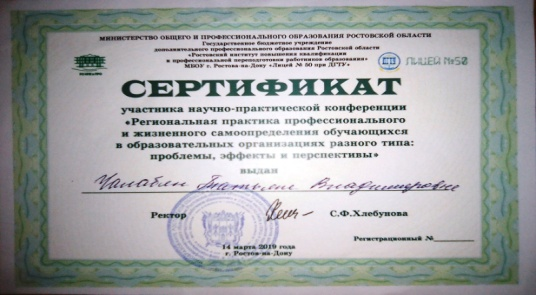 МИНИСТЕРСТВО ОБЩЕГО И ПРОФЕССИОНАЛЬНОГО ОБРАЗОВАНИЯ РОСТОВСКОЙ ОБЛАСТИ
Государственное бюджетное учреждение
дополнительного профессионального образования Ростовской области
«Ростовский институт повышения квалификации
и профессиональной переподготовки работников образования»
МБОУ г. Ростова-на-Дону «Лицей № 50 при ДГТУ»
ЛИЦЕЙ №50
СЕРТИФИКАТ
участника научно-практической конференции
«Региональная практика профессионального
и жизненного самоопределения обучающихся
в образовательных организациях разного типа:
проблемы, эффекты и перспективы»
выдан
Татьяне Владимировне
Ректор
С.Ф.Хлебунова
14 марта 2019 года
г. Ростов-на-Дону
Регистрационный №